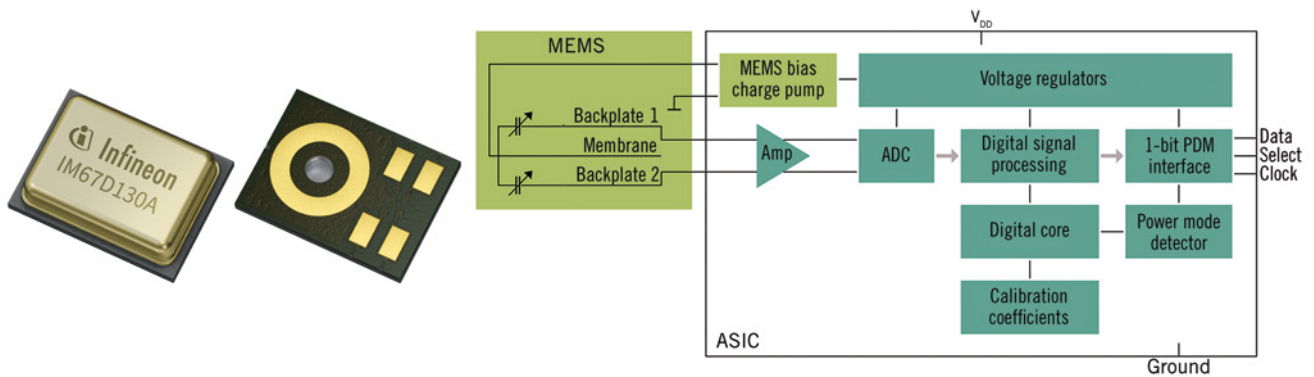 Infineon
IM67D130A
MEMS
Backplate 1
Membrane
Backplate 2
V_DD
MEMS bias
charge pump
Voltage regulators
Amp
ADC
Digital signal
processing
1-bit PDM
interface
Data
Select
Clock
Digital core
Power mode
detector
Calibration
coefficients
ASIC
Ground